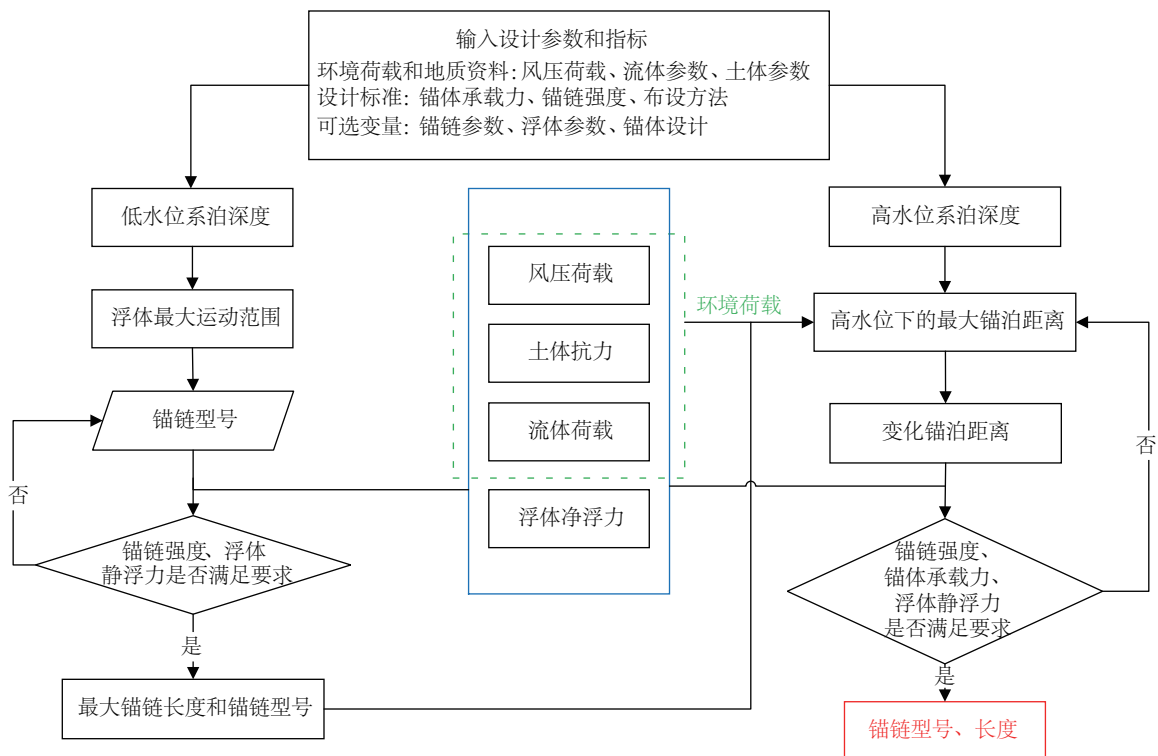 输入设计参数和指标
环境荷载和地质资料：风压荷载、流体参数、土体参数
设计标准：锚体承载力、锚链强度、布设方法
可选变量：锚链参数、浮体参数、锚体设计
低水位系泊深度
浮体最大运动范围
锚链型号
否
锚链强度、浮体
静浮力是否满足要求
是
最大锚链长度和锚链型号
风压荷载
土体抗力
流体荷载
浮体净浮力
环境荷载
高水位系泊深度
高水位下的最大锚泊距离
变化锚泊距离
否
锚链强度、
锚体承载力、
浮体静浮力
是否满足要求
是
锚链型号、长度